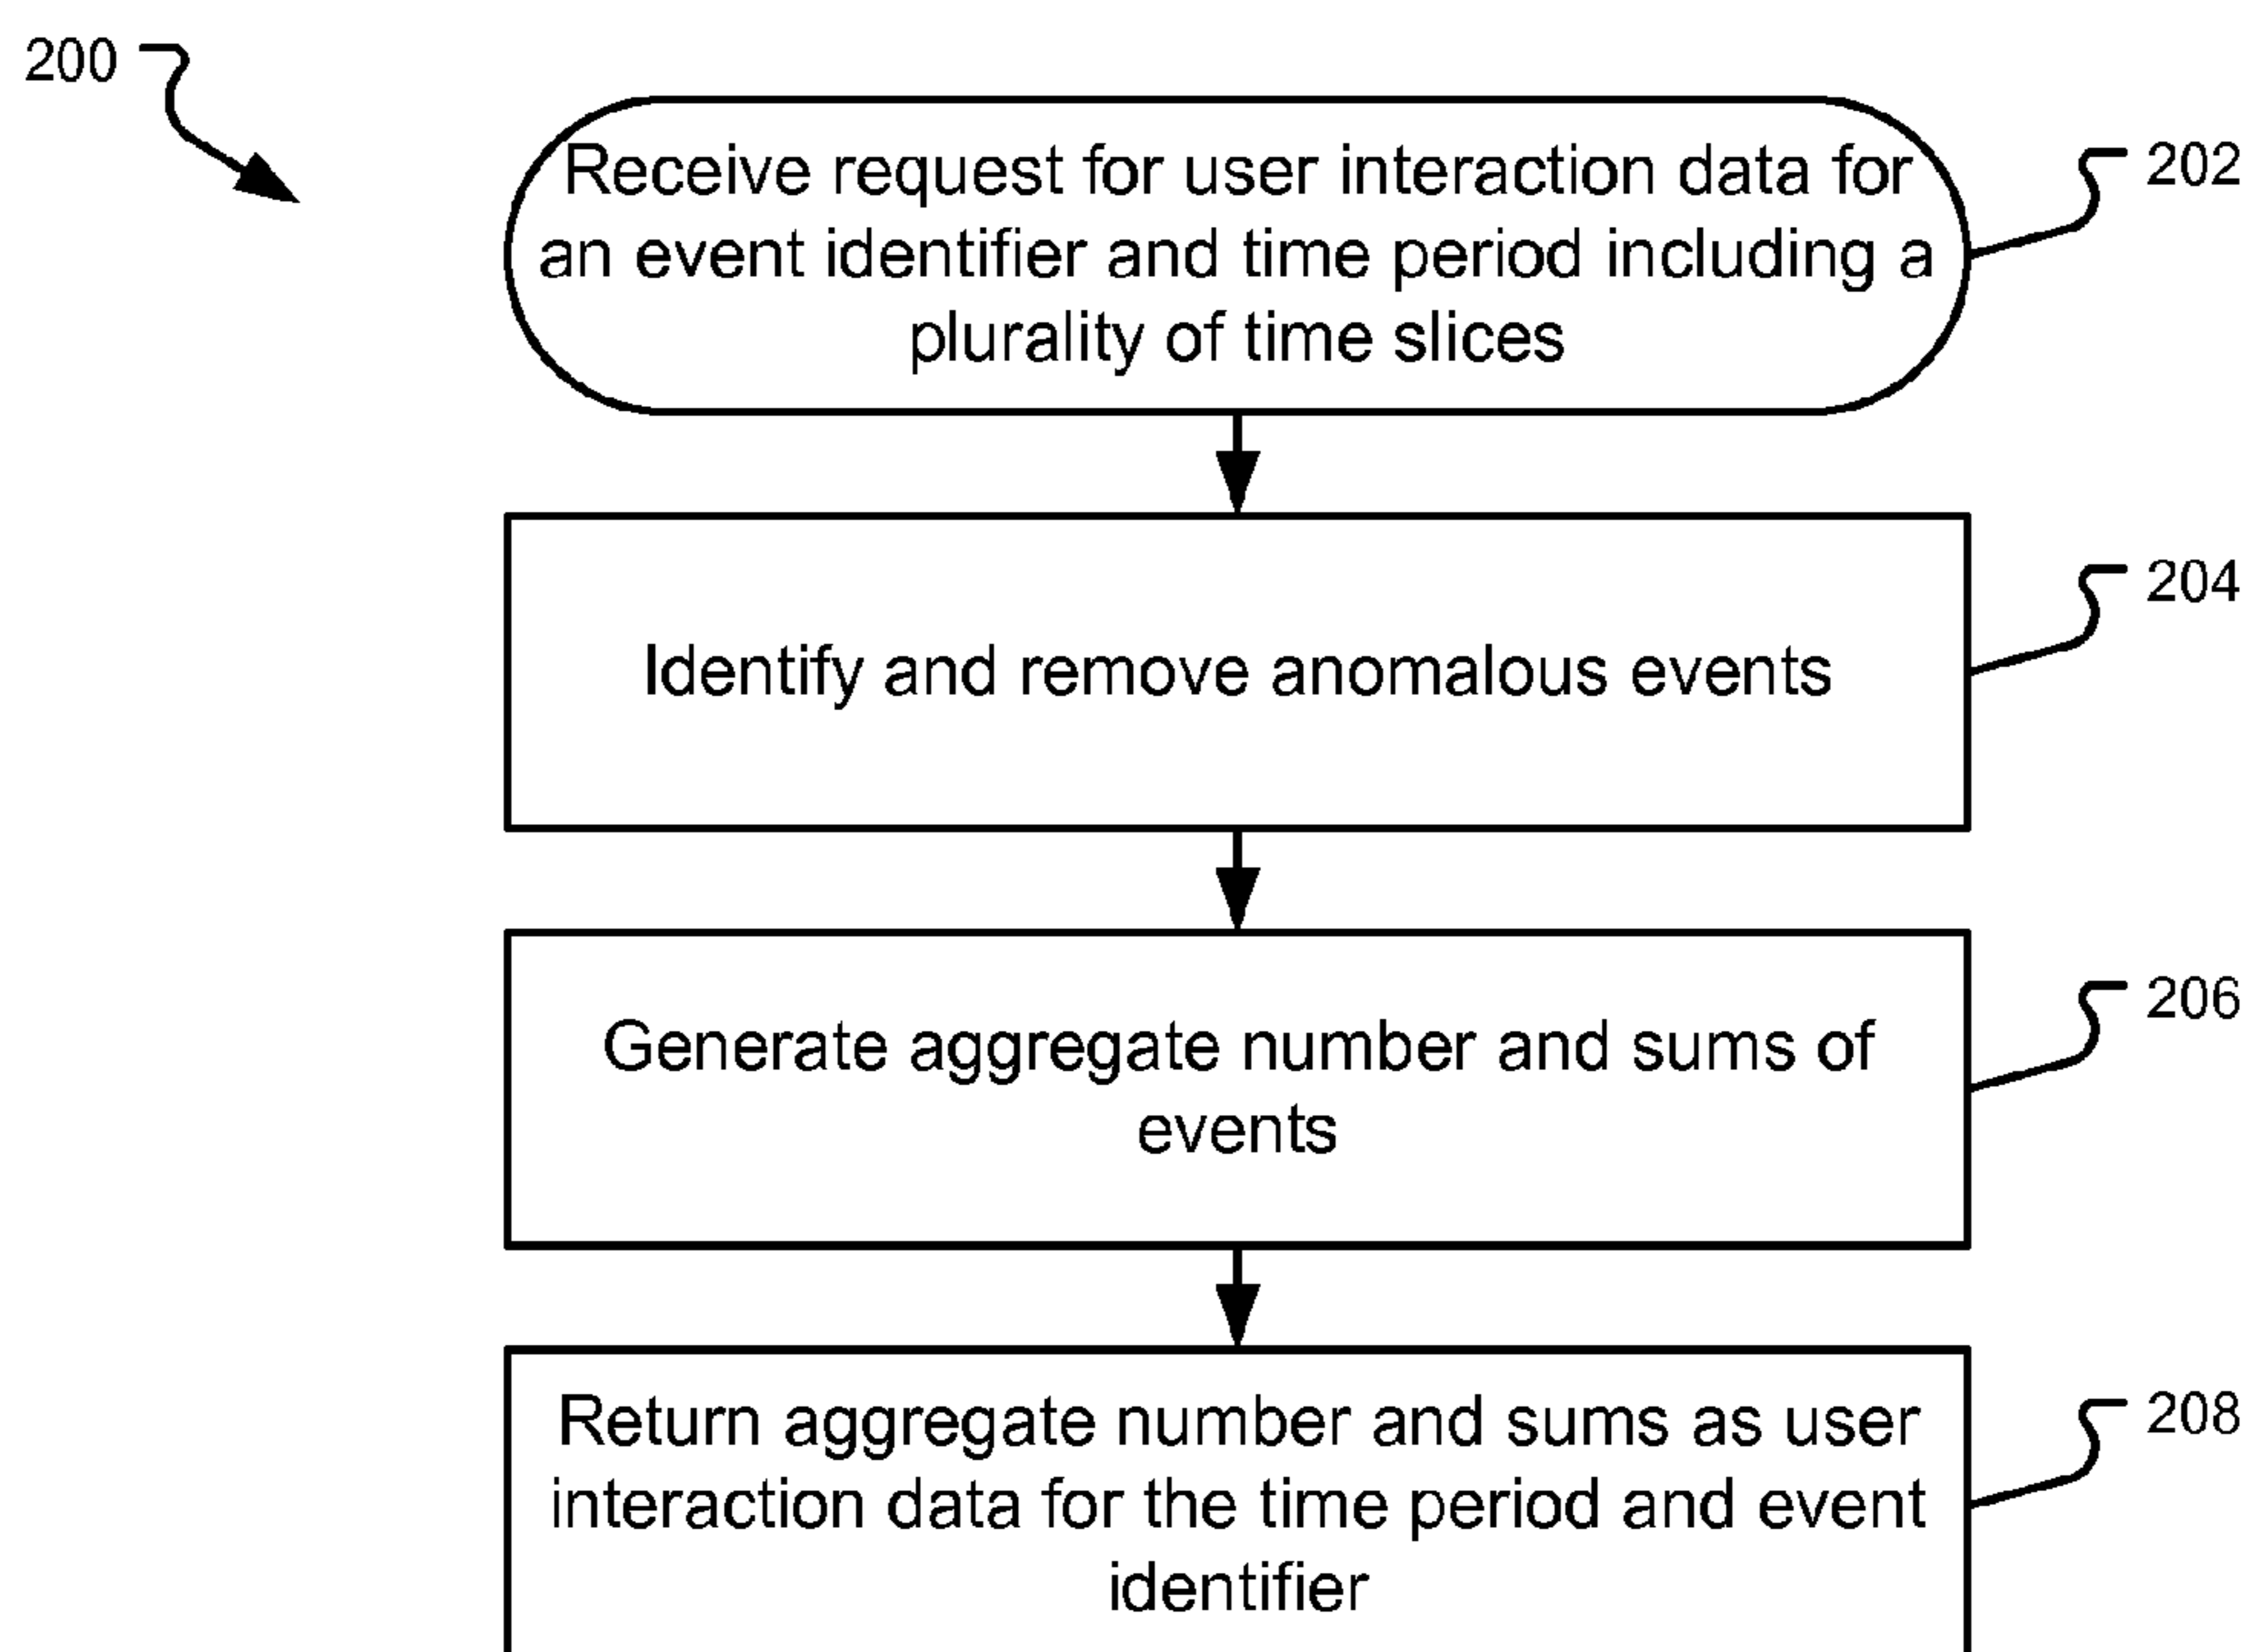 200
Receive request for user interaction data for
an event identifier and time period including a
plurality of time slices
202
Identify and remove anomalous events
204
Generate aggregate number and sums of
events
206
Return aggregate number and sums as user
interaction data for the time period and event
identifier
208